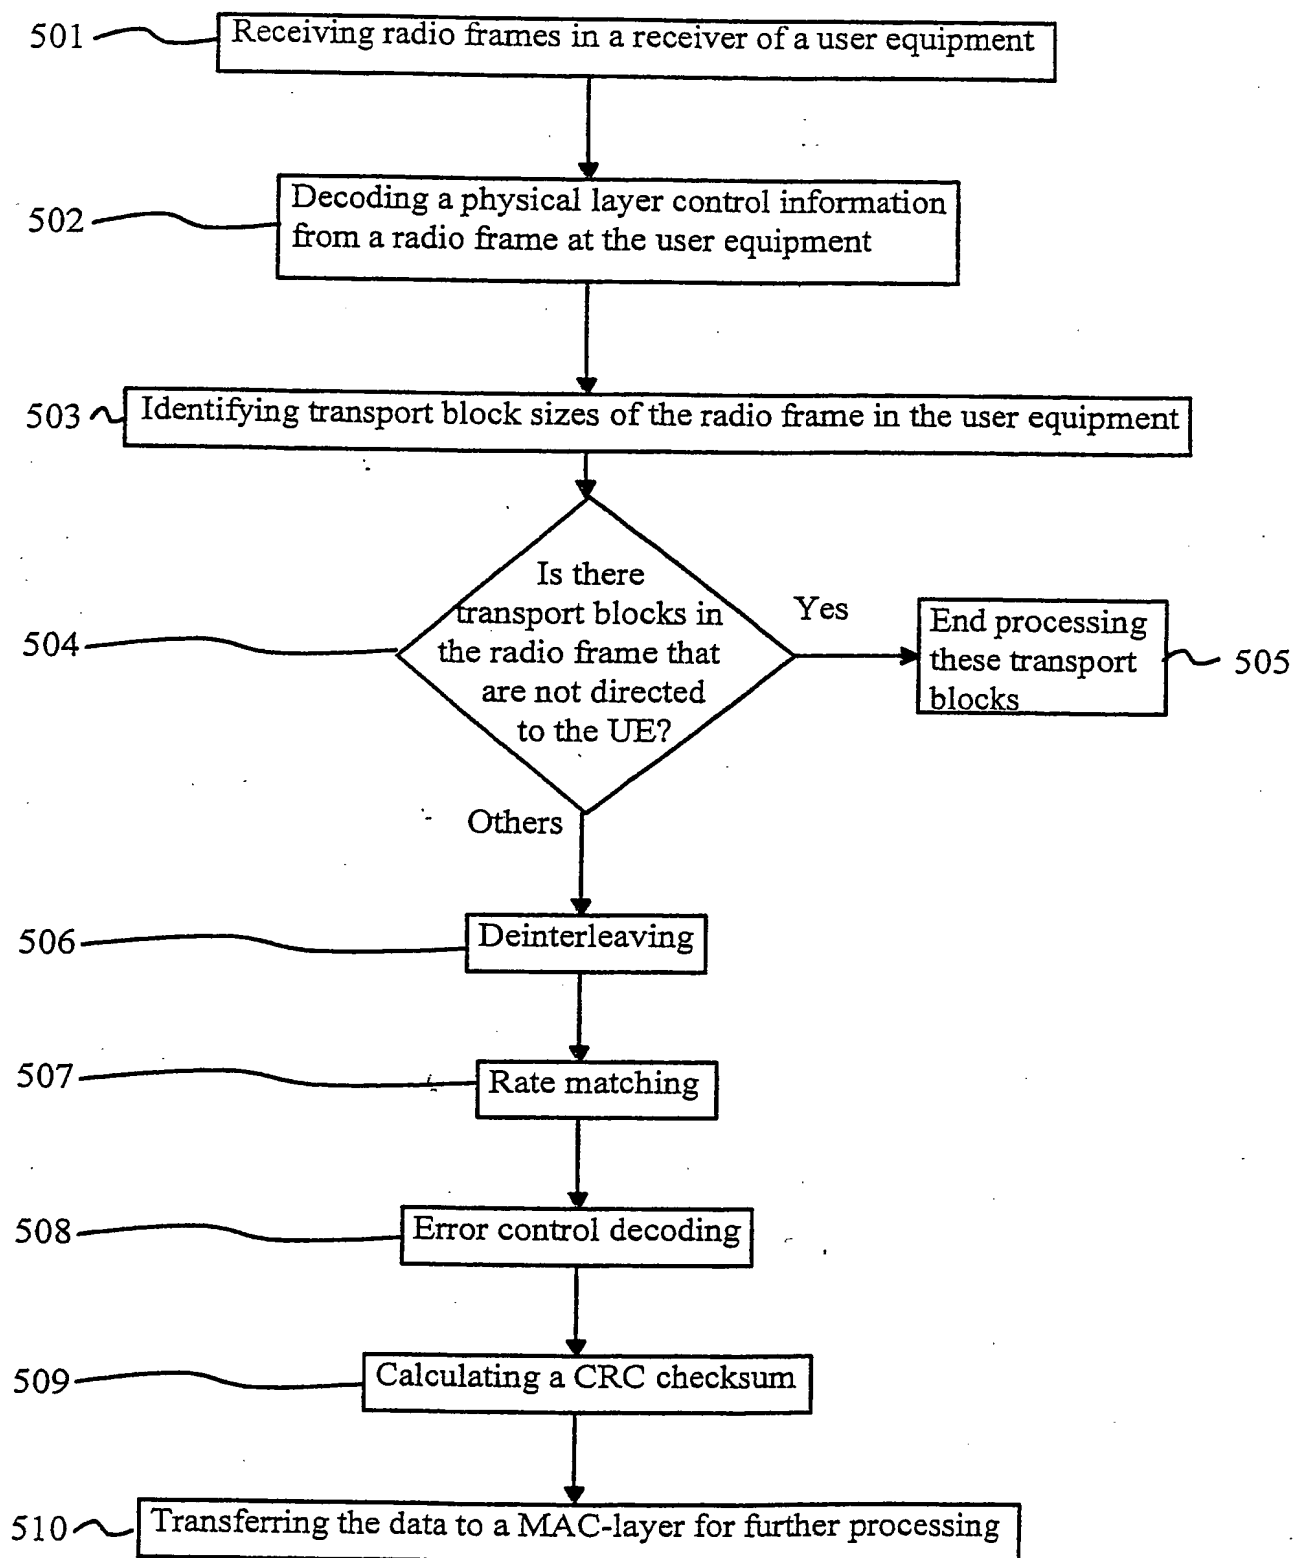 501
Receiving radio frames in a receiver of a user equipment
502
Decoding a physical layer control information
from a radio frame at the user equipment
503
Identifying transport block sizes of the radio frame in the user equipment
504
Is there
transport blocks in
the radio frame that
are not directed
to the UE?
Yes
End processing
these transport
blocks
505
Others
506
Deinterleaving
507
Rate matching
508
Error control decoding
509
Calculating a CRC checksum
510
Transferring the data to a MAC-layer for further processing